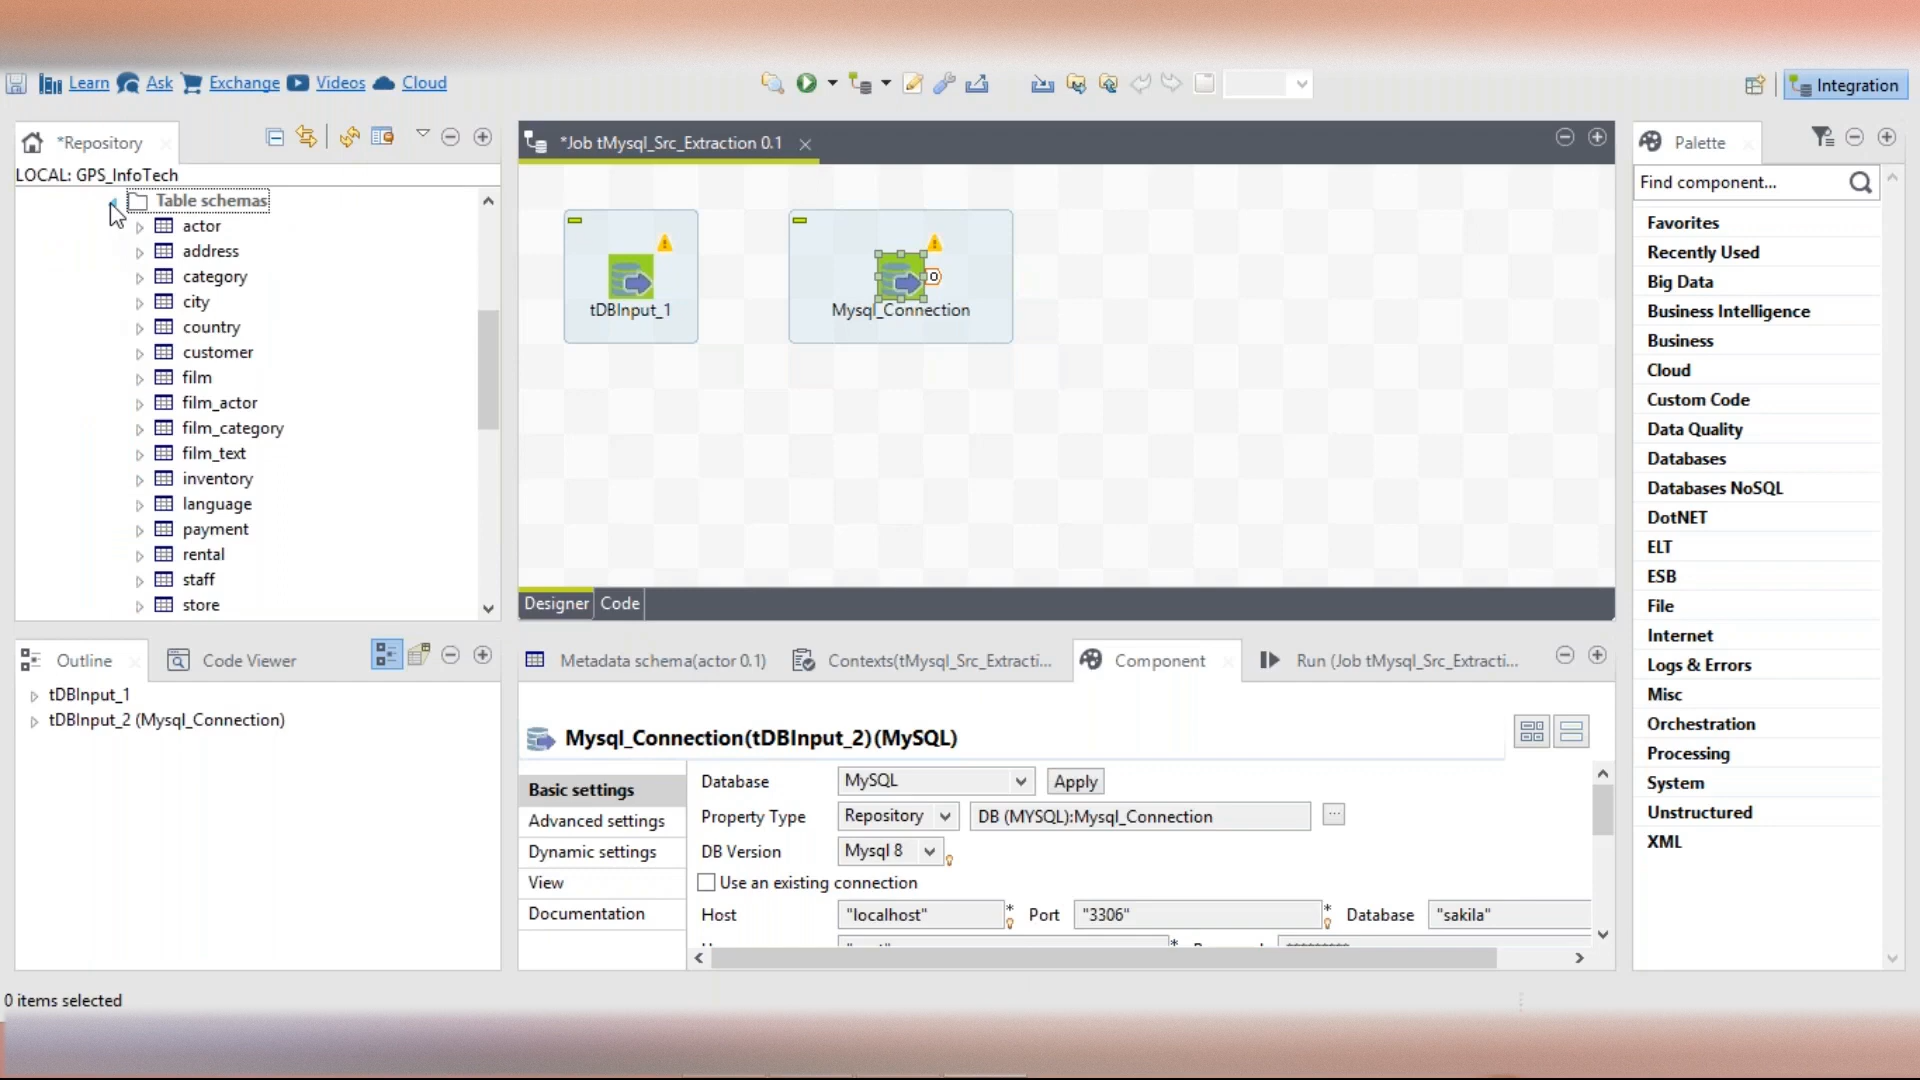 Learn Ask Exchange Videos Cloud
Integration
*Repository
LOCAL: GPS_InfoTech
Table schemas
actor
address
category
city
country
customer
film
film_actor
film_category
film_text
inventory
language
payment
rental
staff
store
Outline
Code Viewer
tDBInput_1
tDBInput_2 (Mysql_Connection)
*Job tMysql_Src_Extraction 0.1
tDBInput_1
Mysql_Connection
Designer Code
Metadata schema(actor 0.1)
Contexts(tMysql_Src_Extracti...
Component
Run (Job tMysql_Src_Extracti...
Mysql_Connection(tDBInput_2)(MySQL)
Basic settings
Advanced settings
Dynamic settings
View
Documentation
Database MySQL Apply
Property Type Repository DB (MYSQL):Mysql_Connection ...
DB Version Mysql 8
Use an existing connection
Host "localhost" * Port "3306" * Database "sakila"
Palette
Find component...
Favorites
Recently Used
Big Data
Business Intelligence
Business
Cloud
Custom Code
Data Quality
Databases
Databases NoSQL
DotNET
ELT
ESB
File
Internet
Logs & Errors
Misc
Orchestration
Processing
System
Unstructured
XML
0 items selected